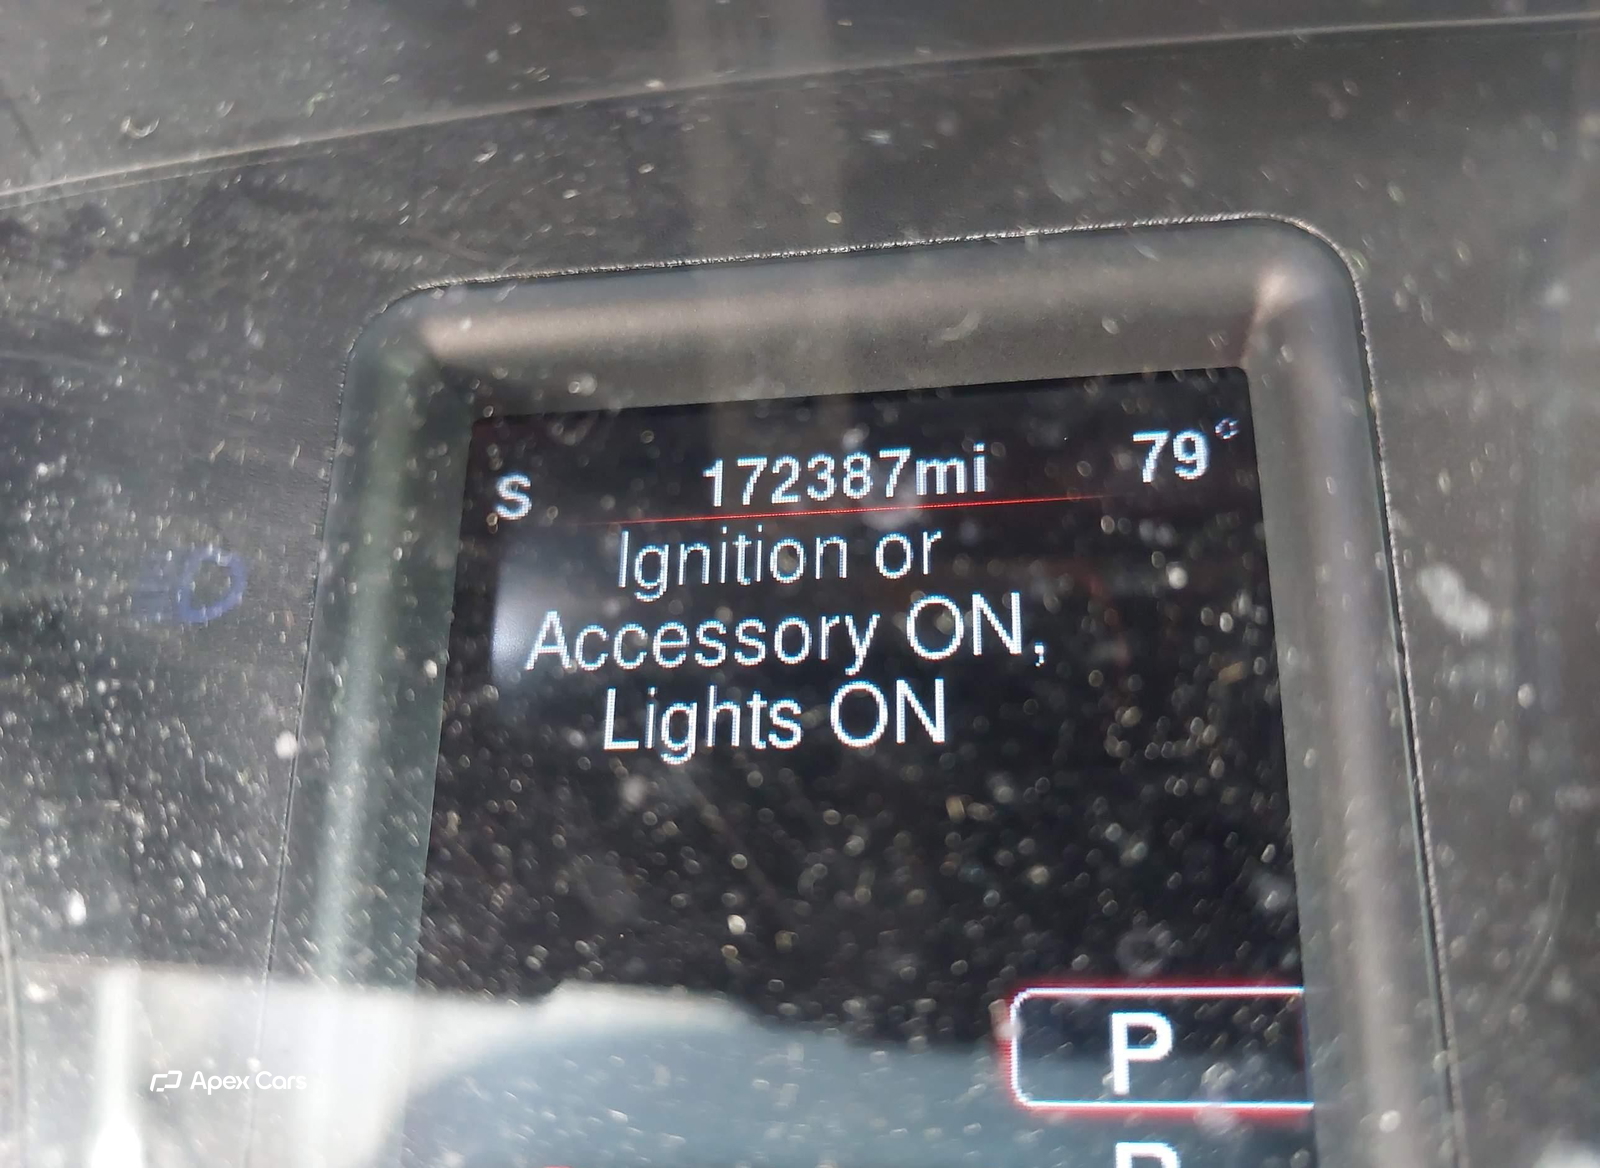 S 172387mi 79°
Ignition or
Accessory ON,
Lights ON
P
Apex Cars